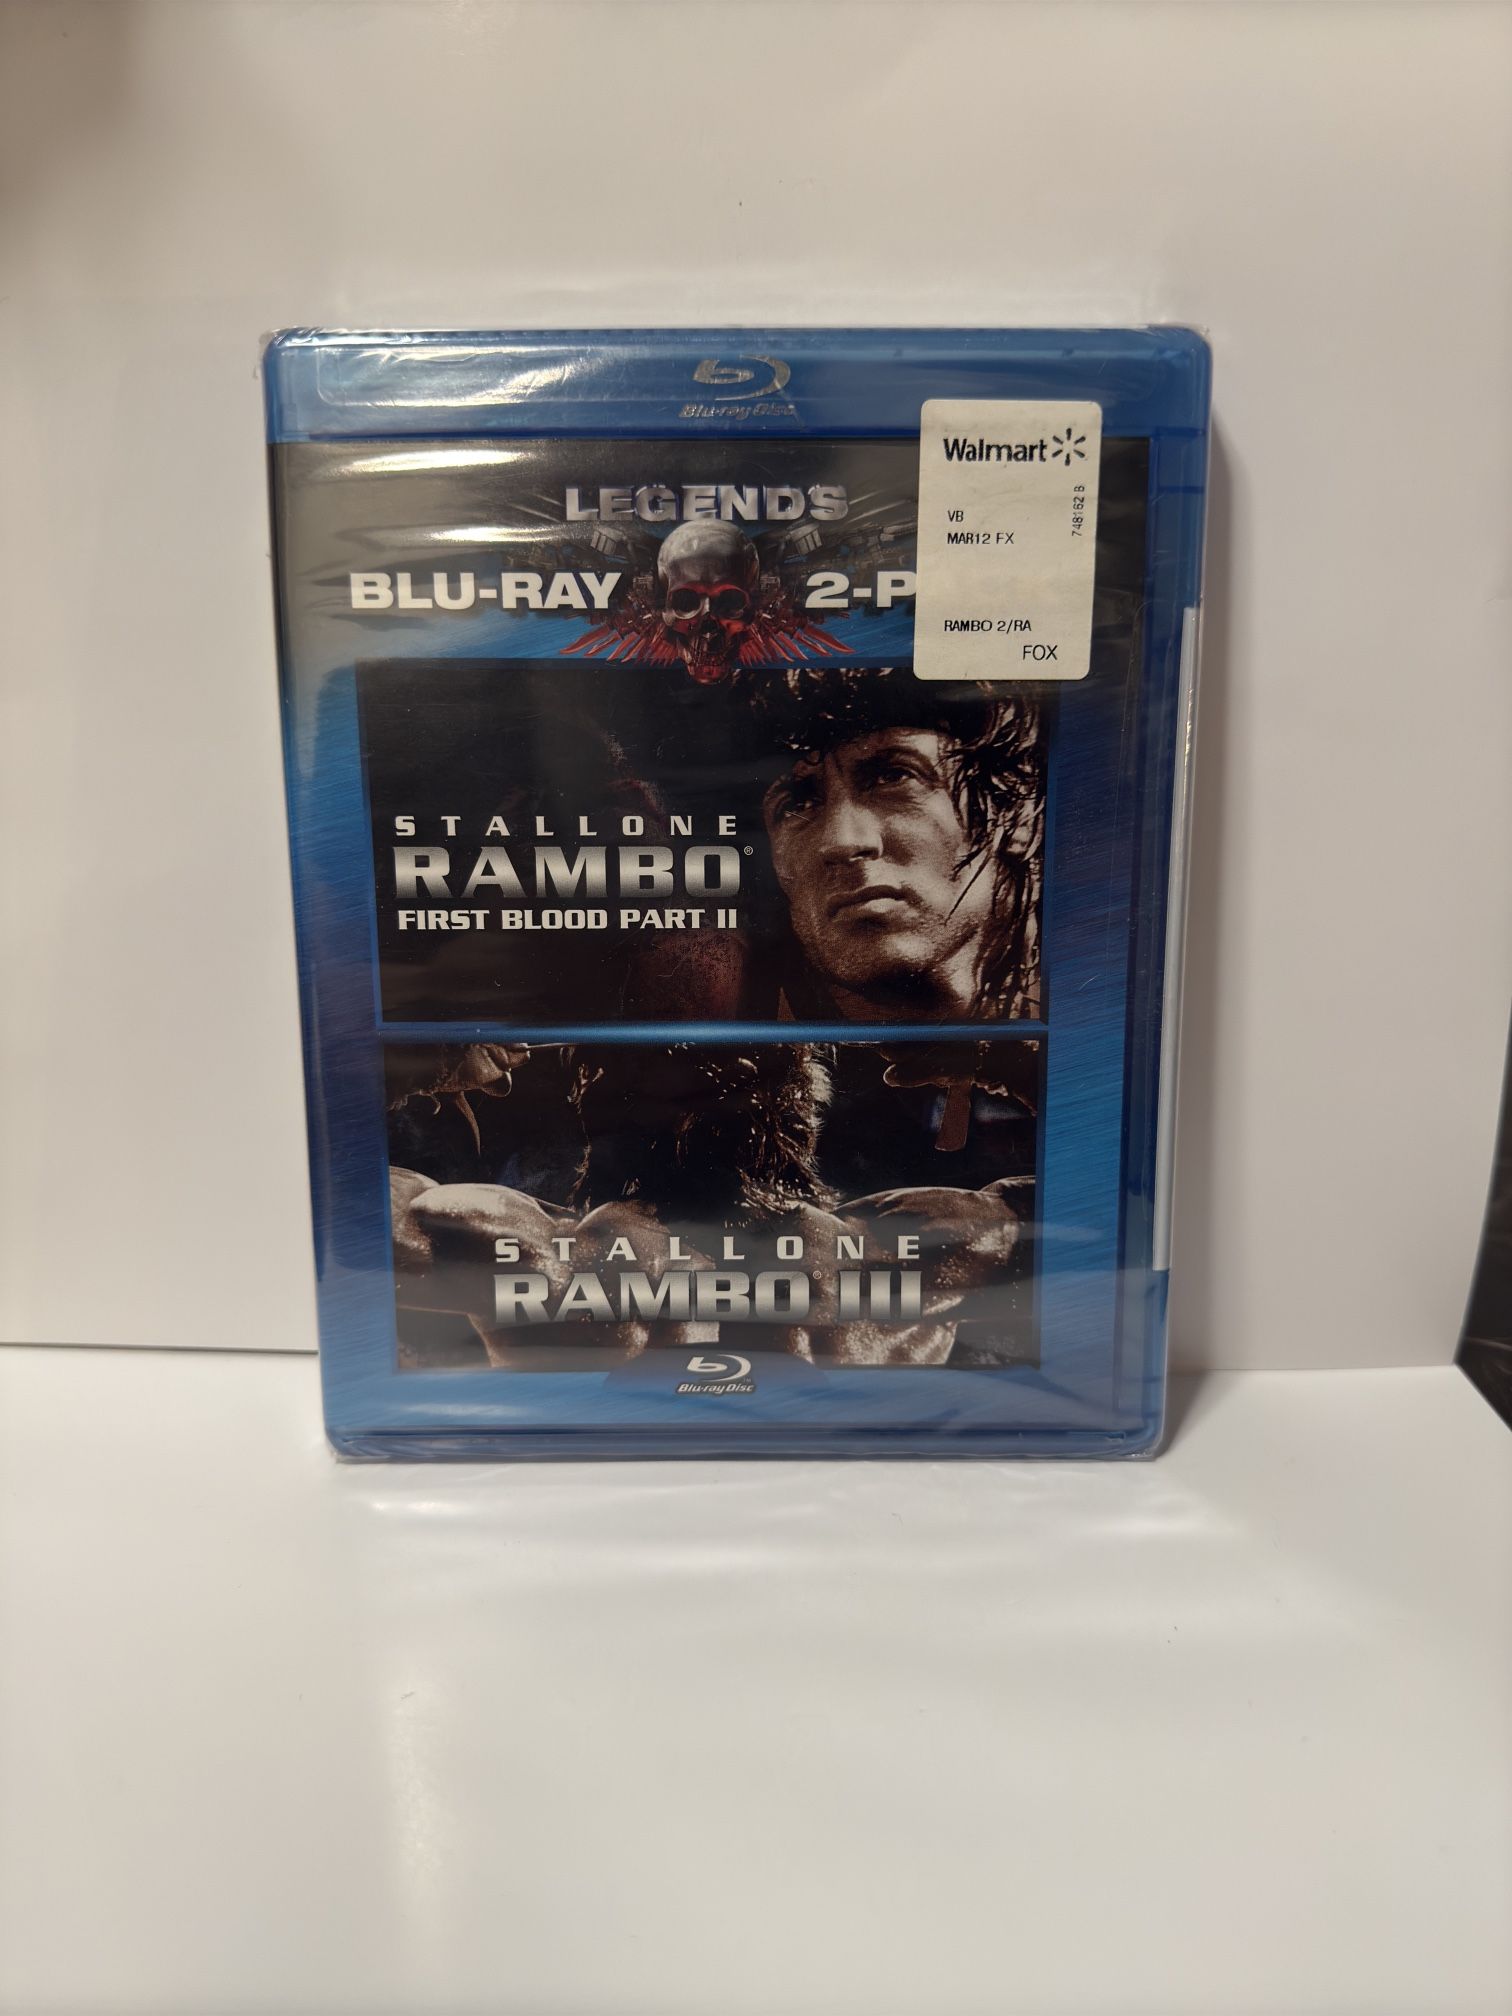 Blu-ray Disc
Walmart
748162 B
VB
MAR12 FX
RAMBO 2/RA
FOX
LEGENDS
BLU-RAY 2-P
STALLONE
RAMBO®
FIRST BLOOD PART II
STALLONE
RAMBO® III
Blu-ray Disc™